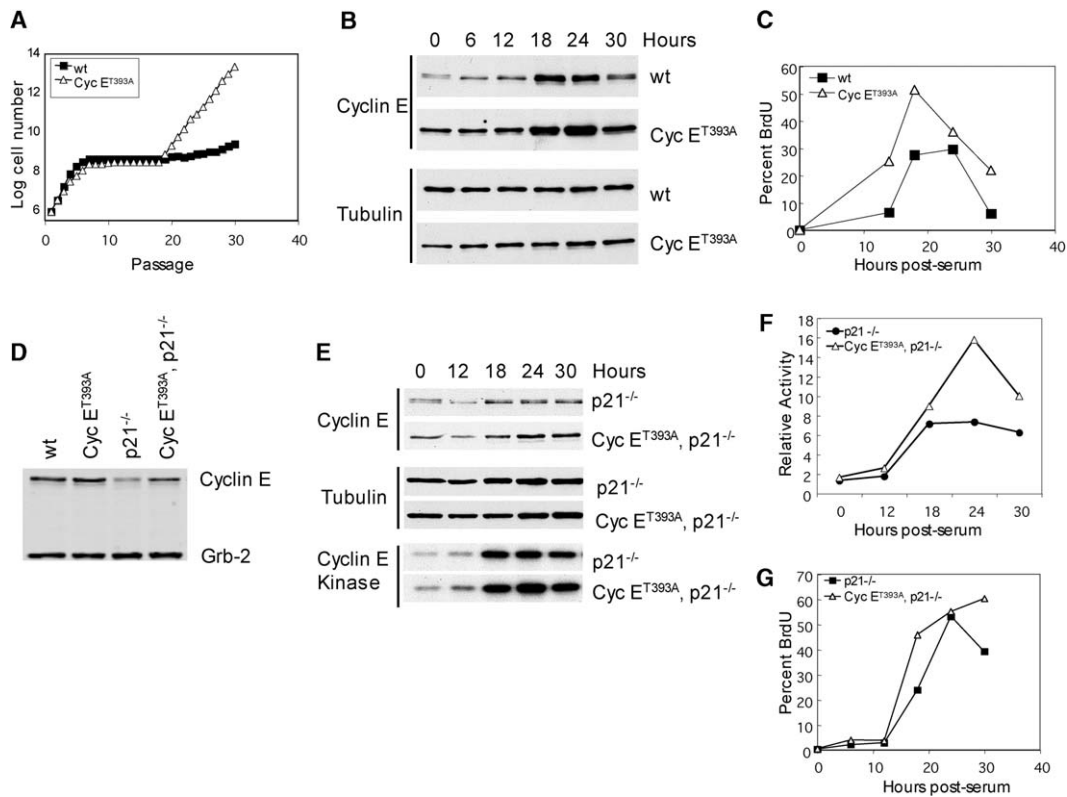 A
Log cell number
14
12
10
8
6
wt
Cyc E^T393A
0 10 20 30 40
Passage
B
0 6 12 18 24 30 Hours
Cyclin E
wt
Cyc E^T393A
Tubulin
wt
Cyc E^T393A
C
Percent BrdU
60
50
40
30
20
10
0
wt
Cyc E^T393A
0 10 20 30 40
Hours post-serum
D
wt
Cyc E^T393A
p21^-/-
Cyc E^T393A, p21^-/-
Cyclin E
Grb-2
E
0 12 18 24 30 Hours
Cyclin E
p21^-/-
Cyc E^T393A, p21^-/-
Tubulin
p21^-/-
Cyc E^T393A, p21^-/-
Cyclin E
Kinase
p21^-/-
Cyc E^T393A, p21^-/-
F
Relative Activity
18
16
14
12
10
8
6
4
2
0
p21 -/-
Cyc E^T393A, p21-/-
0 12 18 24 30
Hours post-serum
G
Percent BrdU
70
60
50
40
30
20
10
0
p21-/-
Cyc E^T393A, p21-/-
0 10 20 30 40
Hours post-serum